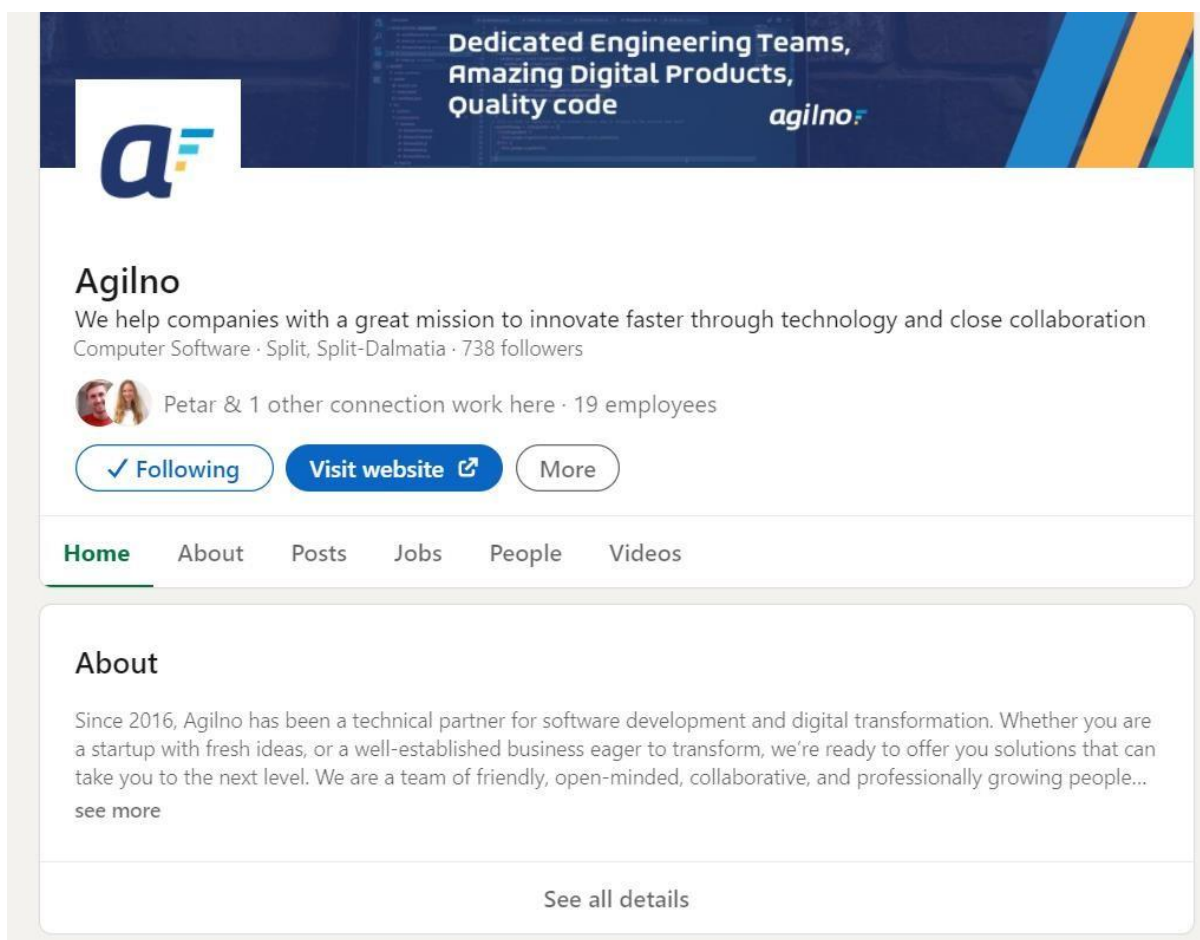 Dedicated Engineering Teams,
Amazing Digital Products,
Quality code
agilno
a
Agilno
We help companies with a great mission to innovate faster through technology and close collaboration
Computer Software · Split, Split-Dalmatia · 738 followers
Petar & 1 other connection work here · 19 employees
✓ Following
Visit website
More
Home About Posts Jobs People Videos
About
Since 2016, Agilno has been a technical partner for software development and digital transformation. Whether you are
a startup with fresh ideas, or a well-established business eager to transform, we're ready to offer you solutions that can
take you to the next level. We are a team of friendly, open-minded, collaborative, and professionally growing people...
see more
See all details